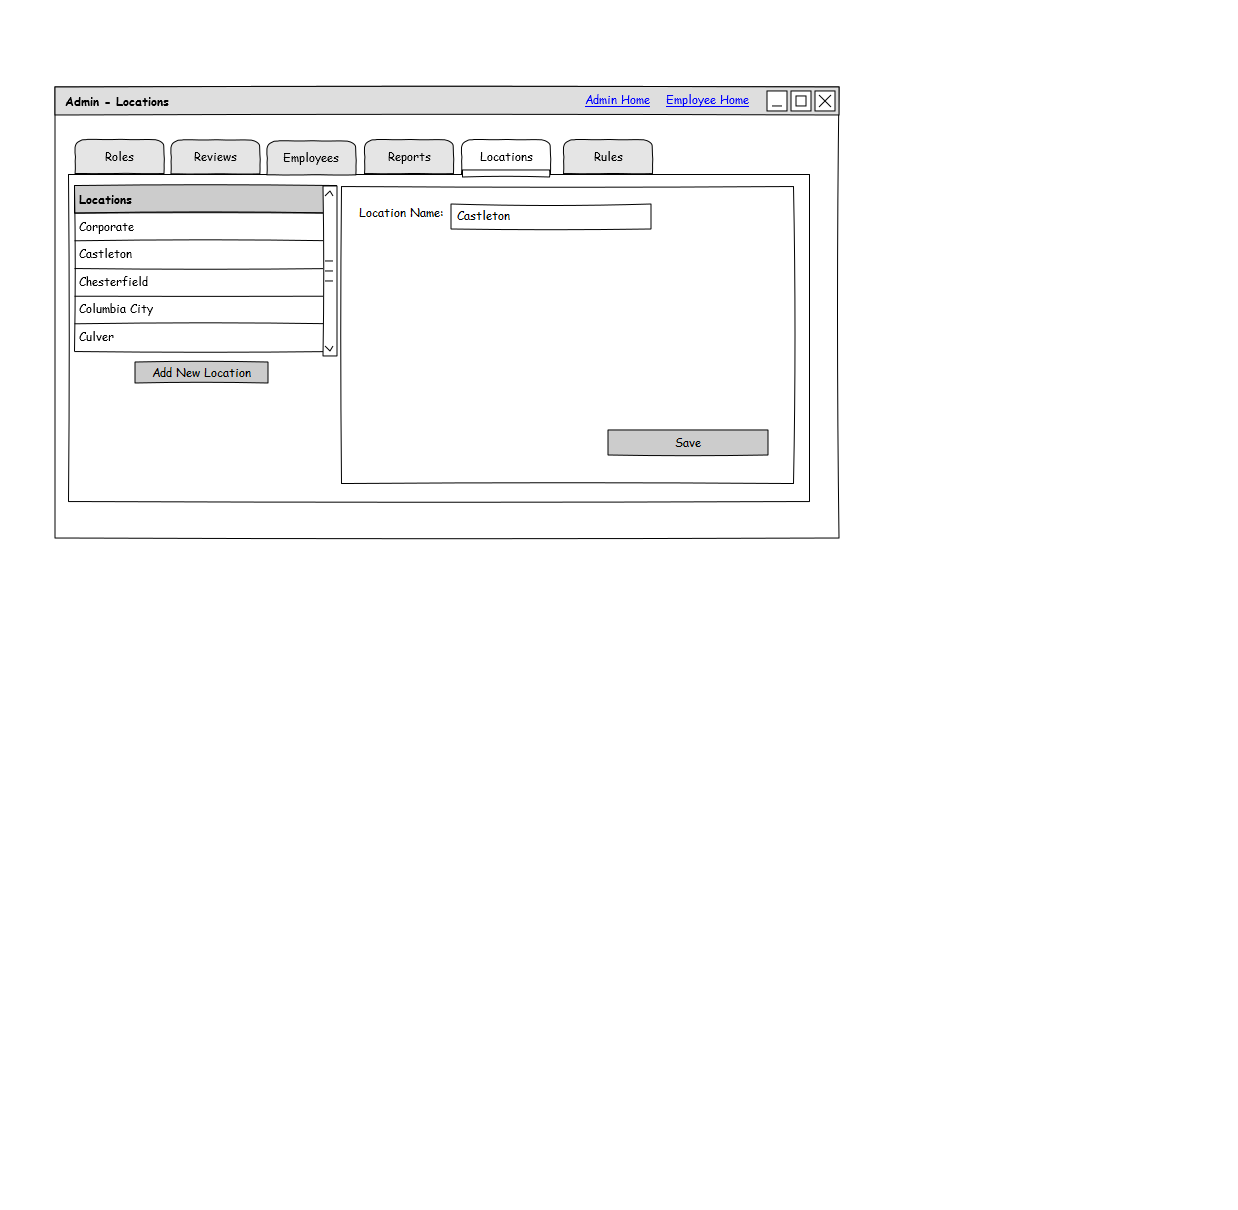 Admin - Locations
Admin Home Employee Home
Roles Reviews Employees Reports Locations Rules
Locations
Corporate
Castleton
Chesterfield
Columbia City
Culver
Add New Location
Location Name: Castleton
Save